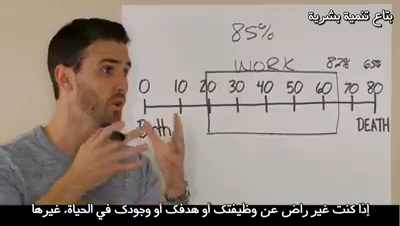 بتاع تنمية بشرية
85%
WORK 82% 65%
0 10 20 30 40 50 60 70 80
DEATH
إذا كنت غير راضٍ عن وظيفتك أو هدفك أو وجودك في الحياة، غيرها